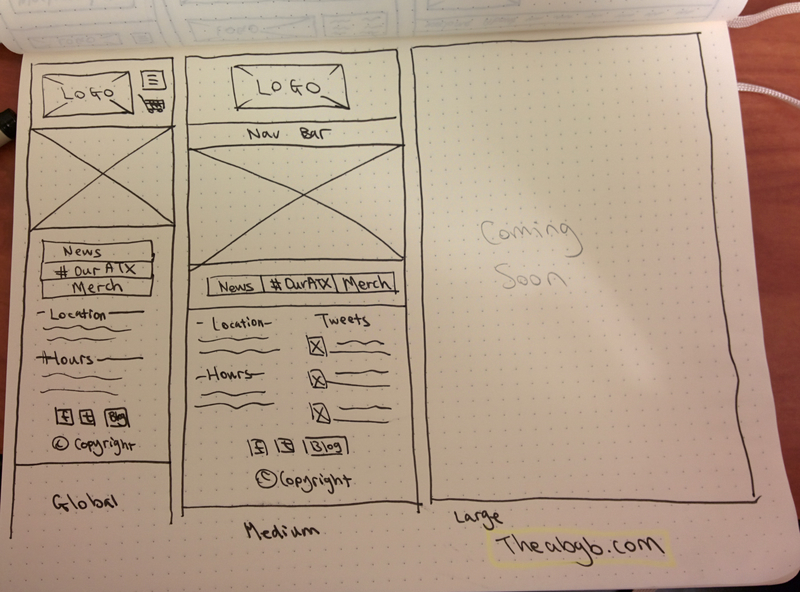 LOGO
News
#OurATX
Merch
Location
Hours
f t Blog
© Copyright
Global
LOGO
Nav Bar
News #OurATX Merch
Location
Hours
Tweets
f t Blog
© Copyright
Medium
Coming
Soon
Large
Theabgb.com